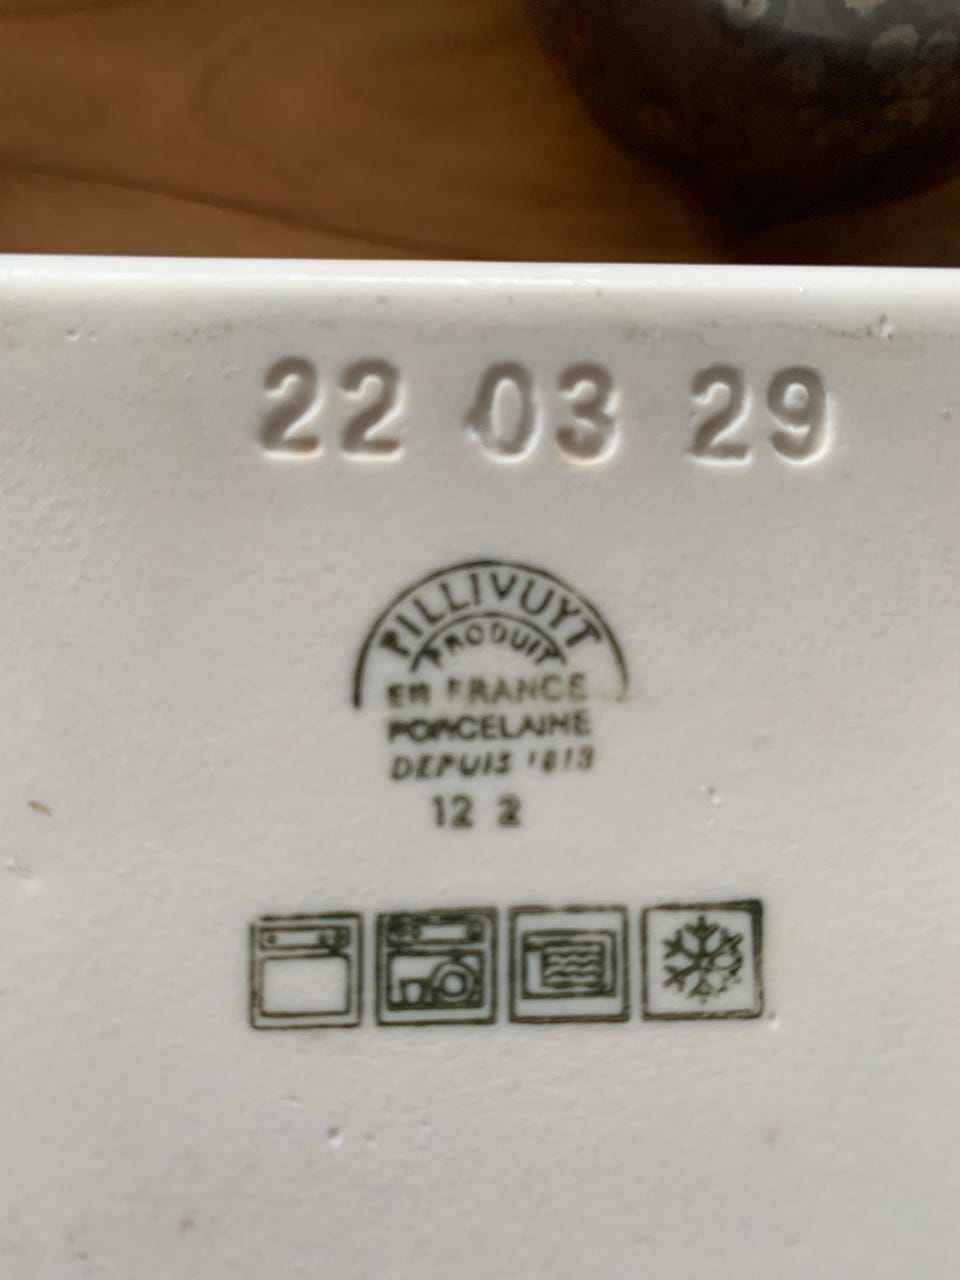 22 03 29
PILLIVUYT
PRODUIT
EN FRANCE
PORCELAINE
DEPUIS 1818
12 2